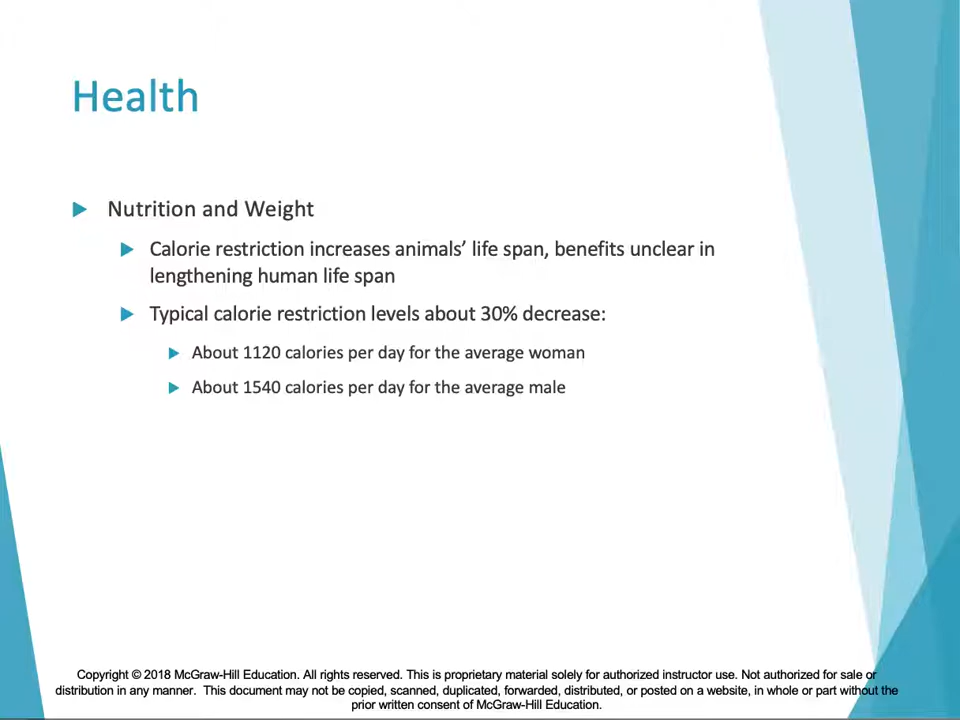 Health
Nutrition and Weight
Calorie restriction increases animals’ life span, benefits unclear in
lengthening human life span
Typical calorie restriction levels about 30% decrease:
About 1120 calories per day for the average woman
About 1540 calories per day for the average male
Copyright © 2018 McGraw-Hill Education. All rights reserved. This is proprietary material solely for authorized instructor use. Not authorized for sale or
distribution in any manner. This document may not be copied, scanned, duplicated, forwarded, distributed, or posted on a website, in whole or part without the
prior written consent of McGraw-Hill Education.